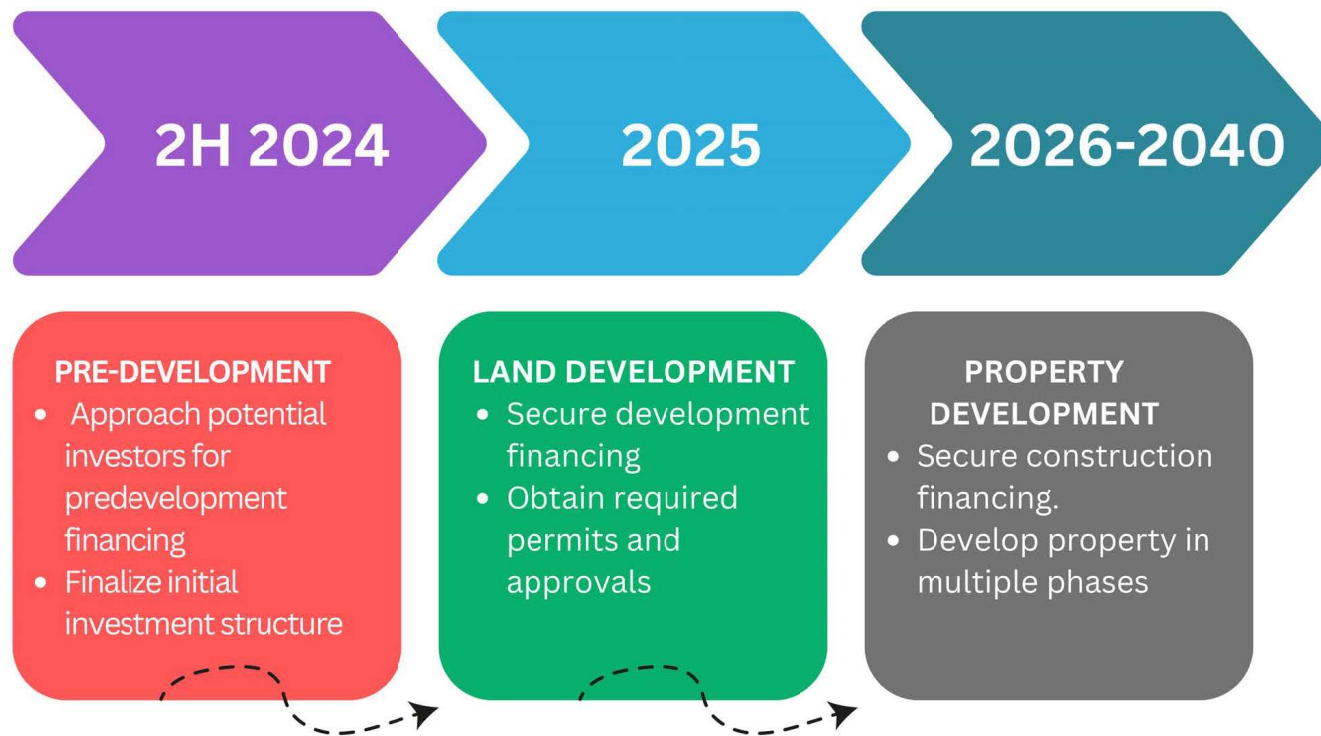 2H 2024
2025
2026-2040
PRE-DEVELOPMENT
• Approach potential
investors for
predevelopment
financing
• Finalize initial
investment structure
LAND DEVELOPMENT
• Secure development
financing
• Obtain required
permits and
approvals
PROPERTY
DEVELOPMENT
• Secure construction
financing.
• Develop property in
multiple phases